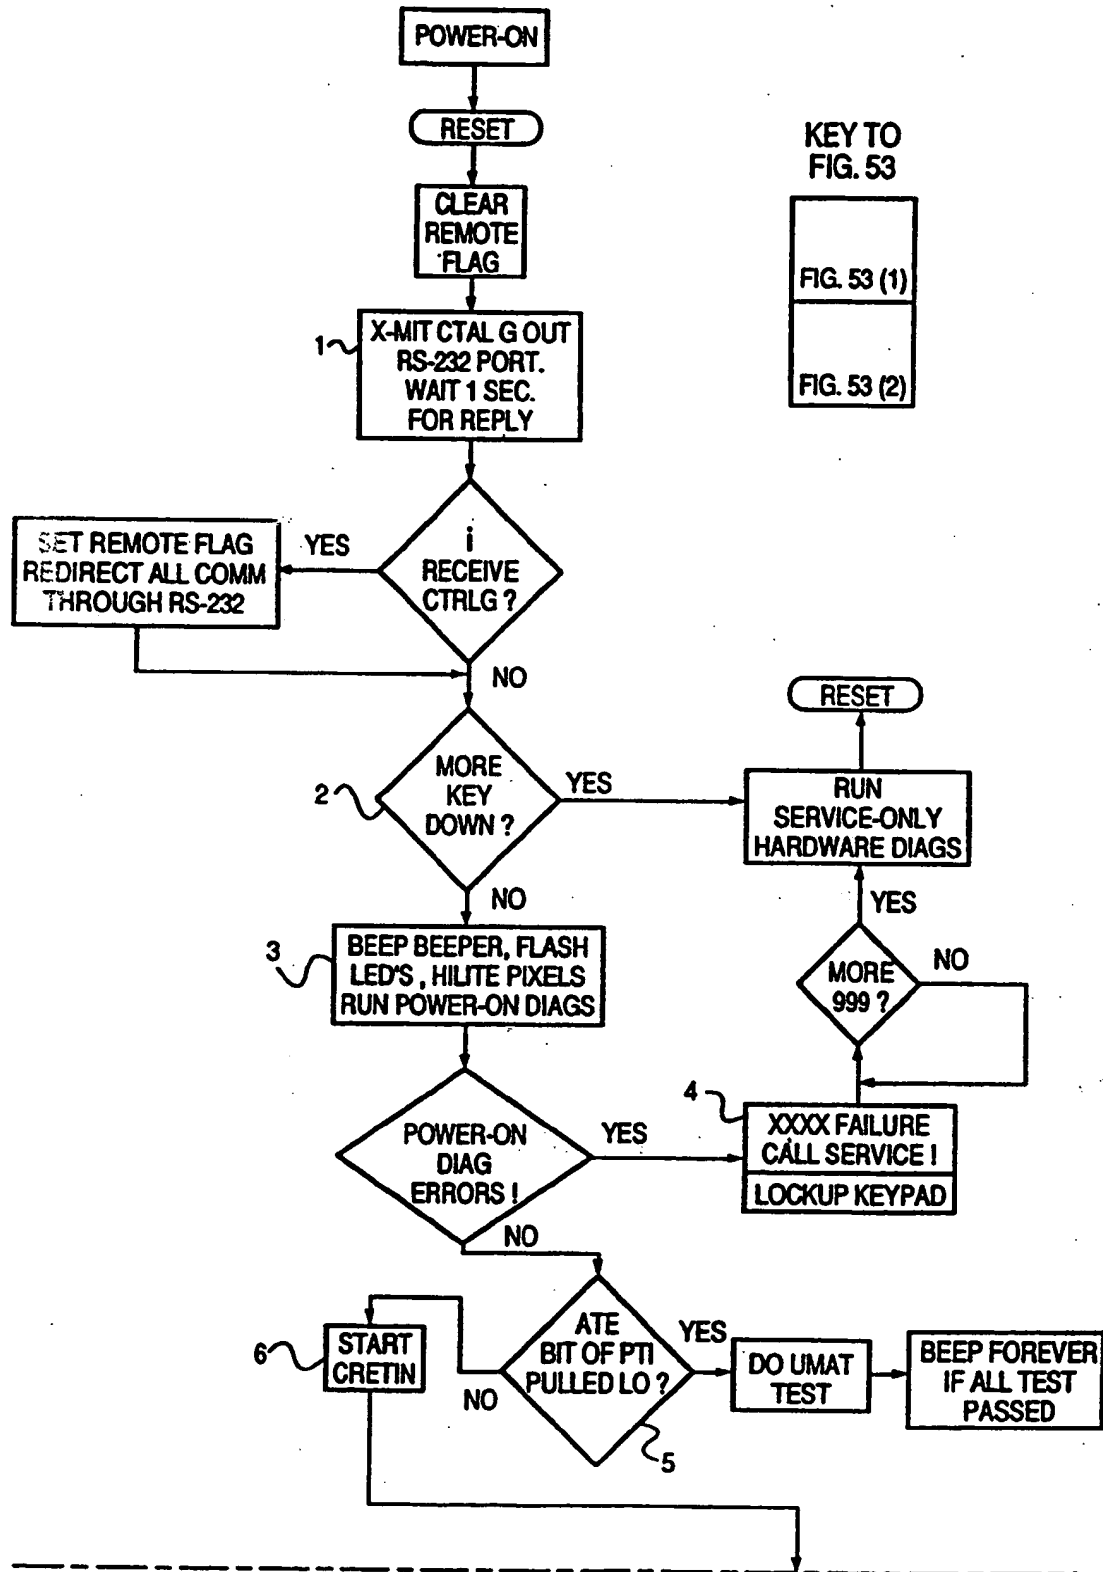 POWER-ON
RESET
KEY TO
FIG. 53
FIG. 53 (1)
FIG. 53 (2)
CLEAR
REMOTE
FLAG
1
X-MIT CTAL G OUT
RS-232 PORT.
WAIT 1 SEC.
FOR REPLY
i
RECEIVE
CTRLG ?
YES
SET REMOTE FLAG
REDIRECT ALL COMM
THROUGH RS-232
NO
2
MORE
KEY
DOWN ?
YES
RESET
RUN
SERVICE-ONLY
HARDWARE DIAGS
NO
YES
3
BEEP BEEPER, FLASH
LED'S , HILITE PIXELS
RUN POWER-ON DIAGS
MORE
999 ?
NO
POWER-ON
DIAG
ERRORS !
YES
4
XXXX FAILURE
CALL SERVICE !
LOCKUP KEYPAD
NO
6
START
CRETIN
NO
ATE
BIT OF PTI
PULLED LO ?
5
YES
DO UMAT
TEST
BEEP FOREVER
IF ALL TEST
PASSED